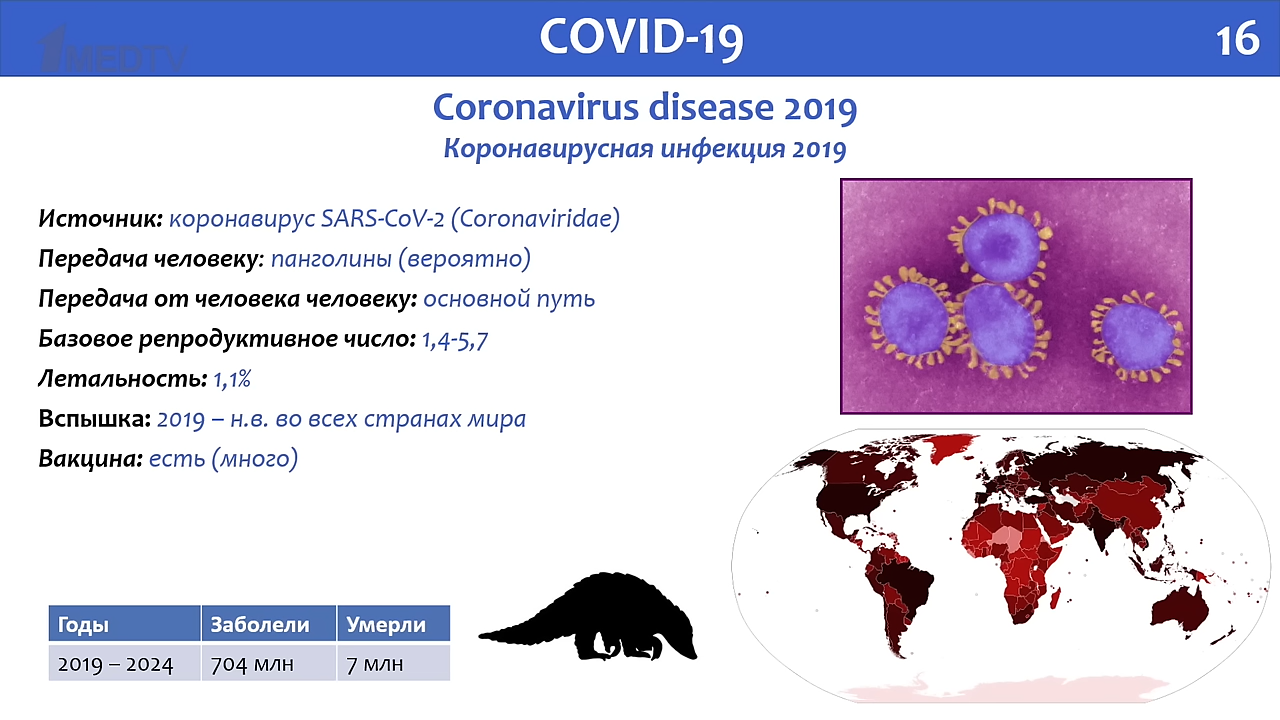 COVID-19
16
1MEDTV
Coronavirus disease 2019
Коронавирусная инфекция 2019
Источник: коронавирус SARS-CoV-2 (Coronaviridae)
Передача человеку: панголины (вероятно)
Передача от человека человеку: основной путь
Базовое репродуктивное число: 1,4-5,7
Летальность: 1,1%
Вспышка: 2019 – н.в. во всех странах мира
Вакцина: есть (много)
Годы Заболели Умерли
2019 – 2024 704 млн 7 млн